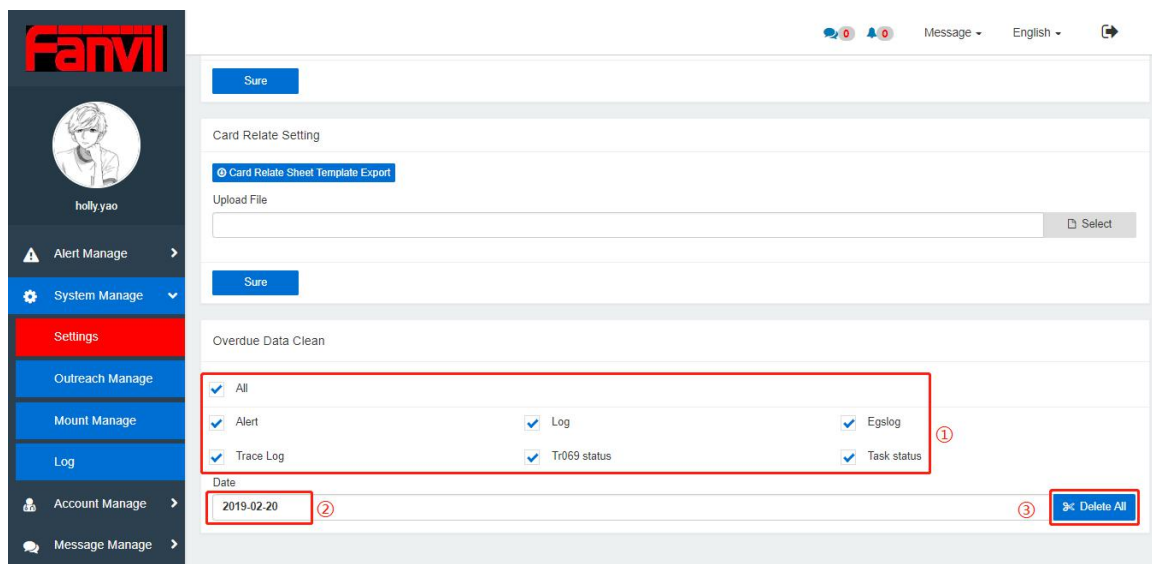 Fanvil
0 0 Message English
Sure
Card Relate Setting
Card Relate Sheet Template Export
holly.yao
Upload File
Select
Alert Manage
Sure
System Manage
Settings
Overdue Data Clean
Outreach Manage
All
Mount Manage
Alert Log Egslog
①
Log
Trace Log Tr069 status Task status
Date
Account Manage
2019-02-20 ② ③ Delete All
Message Manage